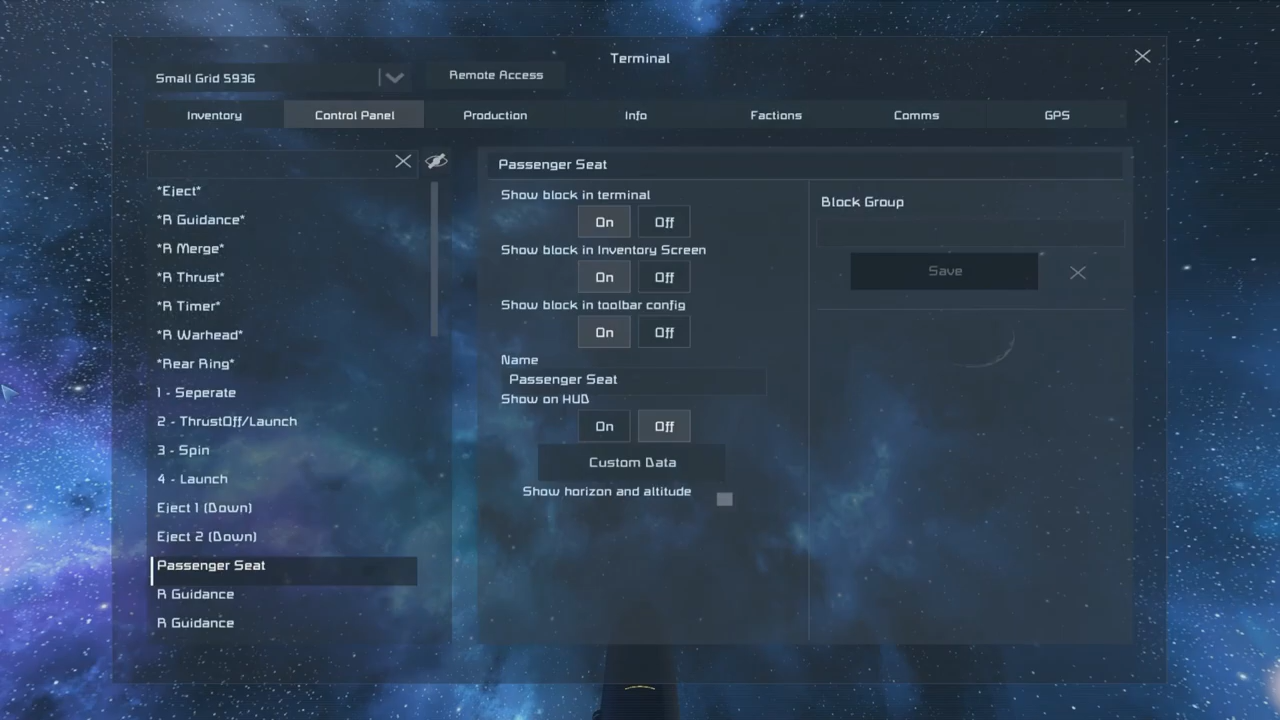 Terminal
Small Grid 5936
Remote Access
Inventory
Control Panel
Production
Info
Factions
Comms
GPS
*Eject*
*R Guidance*
*R Merge*
*R Thrust*
*R Timer*
*R Warhead*
*Rear Ring*
1 - Seperate
2 - ThrustOff/Launch
3 - Spin
4 - Launch
Eject 1 (Down)
Eject 2 (Down)
Passenger Seat
R Guidance
R Guidance
Passenger Seat
Show block in terminal
On Off
Show block in Inventory Screen
On Off
Show block in toolbar config
On Off
Name
Passenger Seat
Show on HUD
On Off
Custom Data
Show horizon and altitude
Block Group
Save